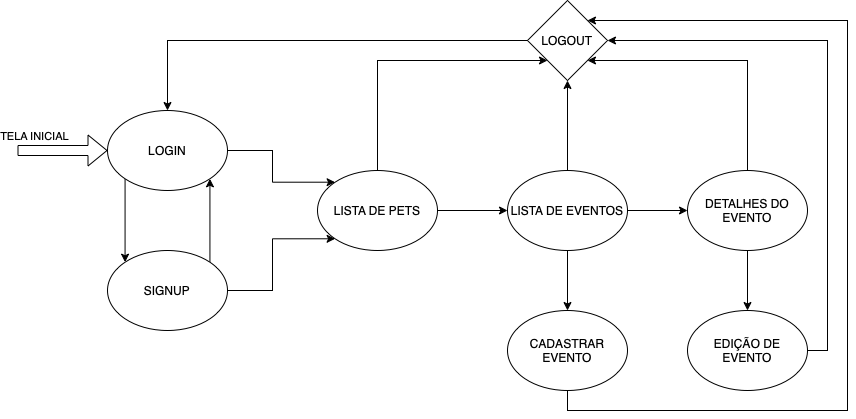 LOGOUT
TELA INICIAL
LOGIN
LISTA DE PETS
LISTA DE EVENTOS
DETALHES DO
EVENTO
SIGNUP
CADASTRAR
EVENTO
EDIÇÃO DE
EVENTO